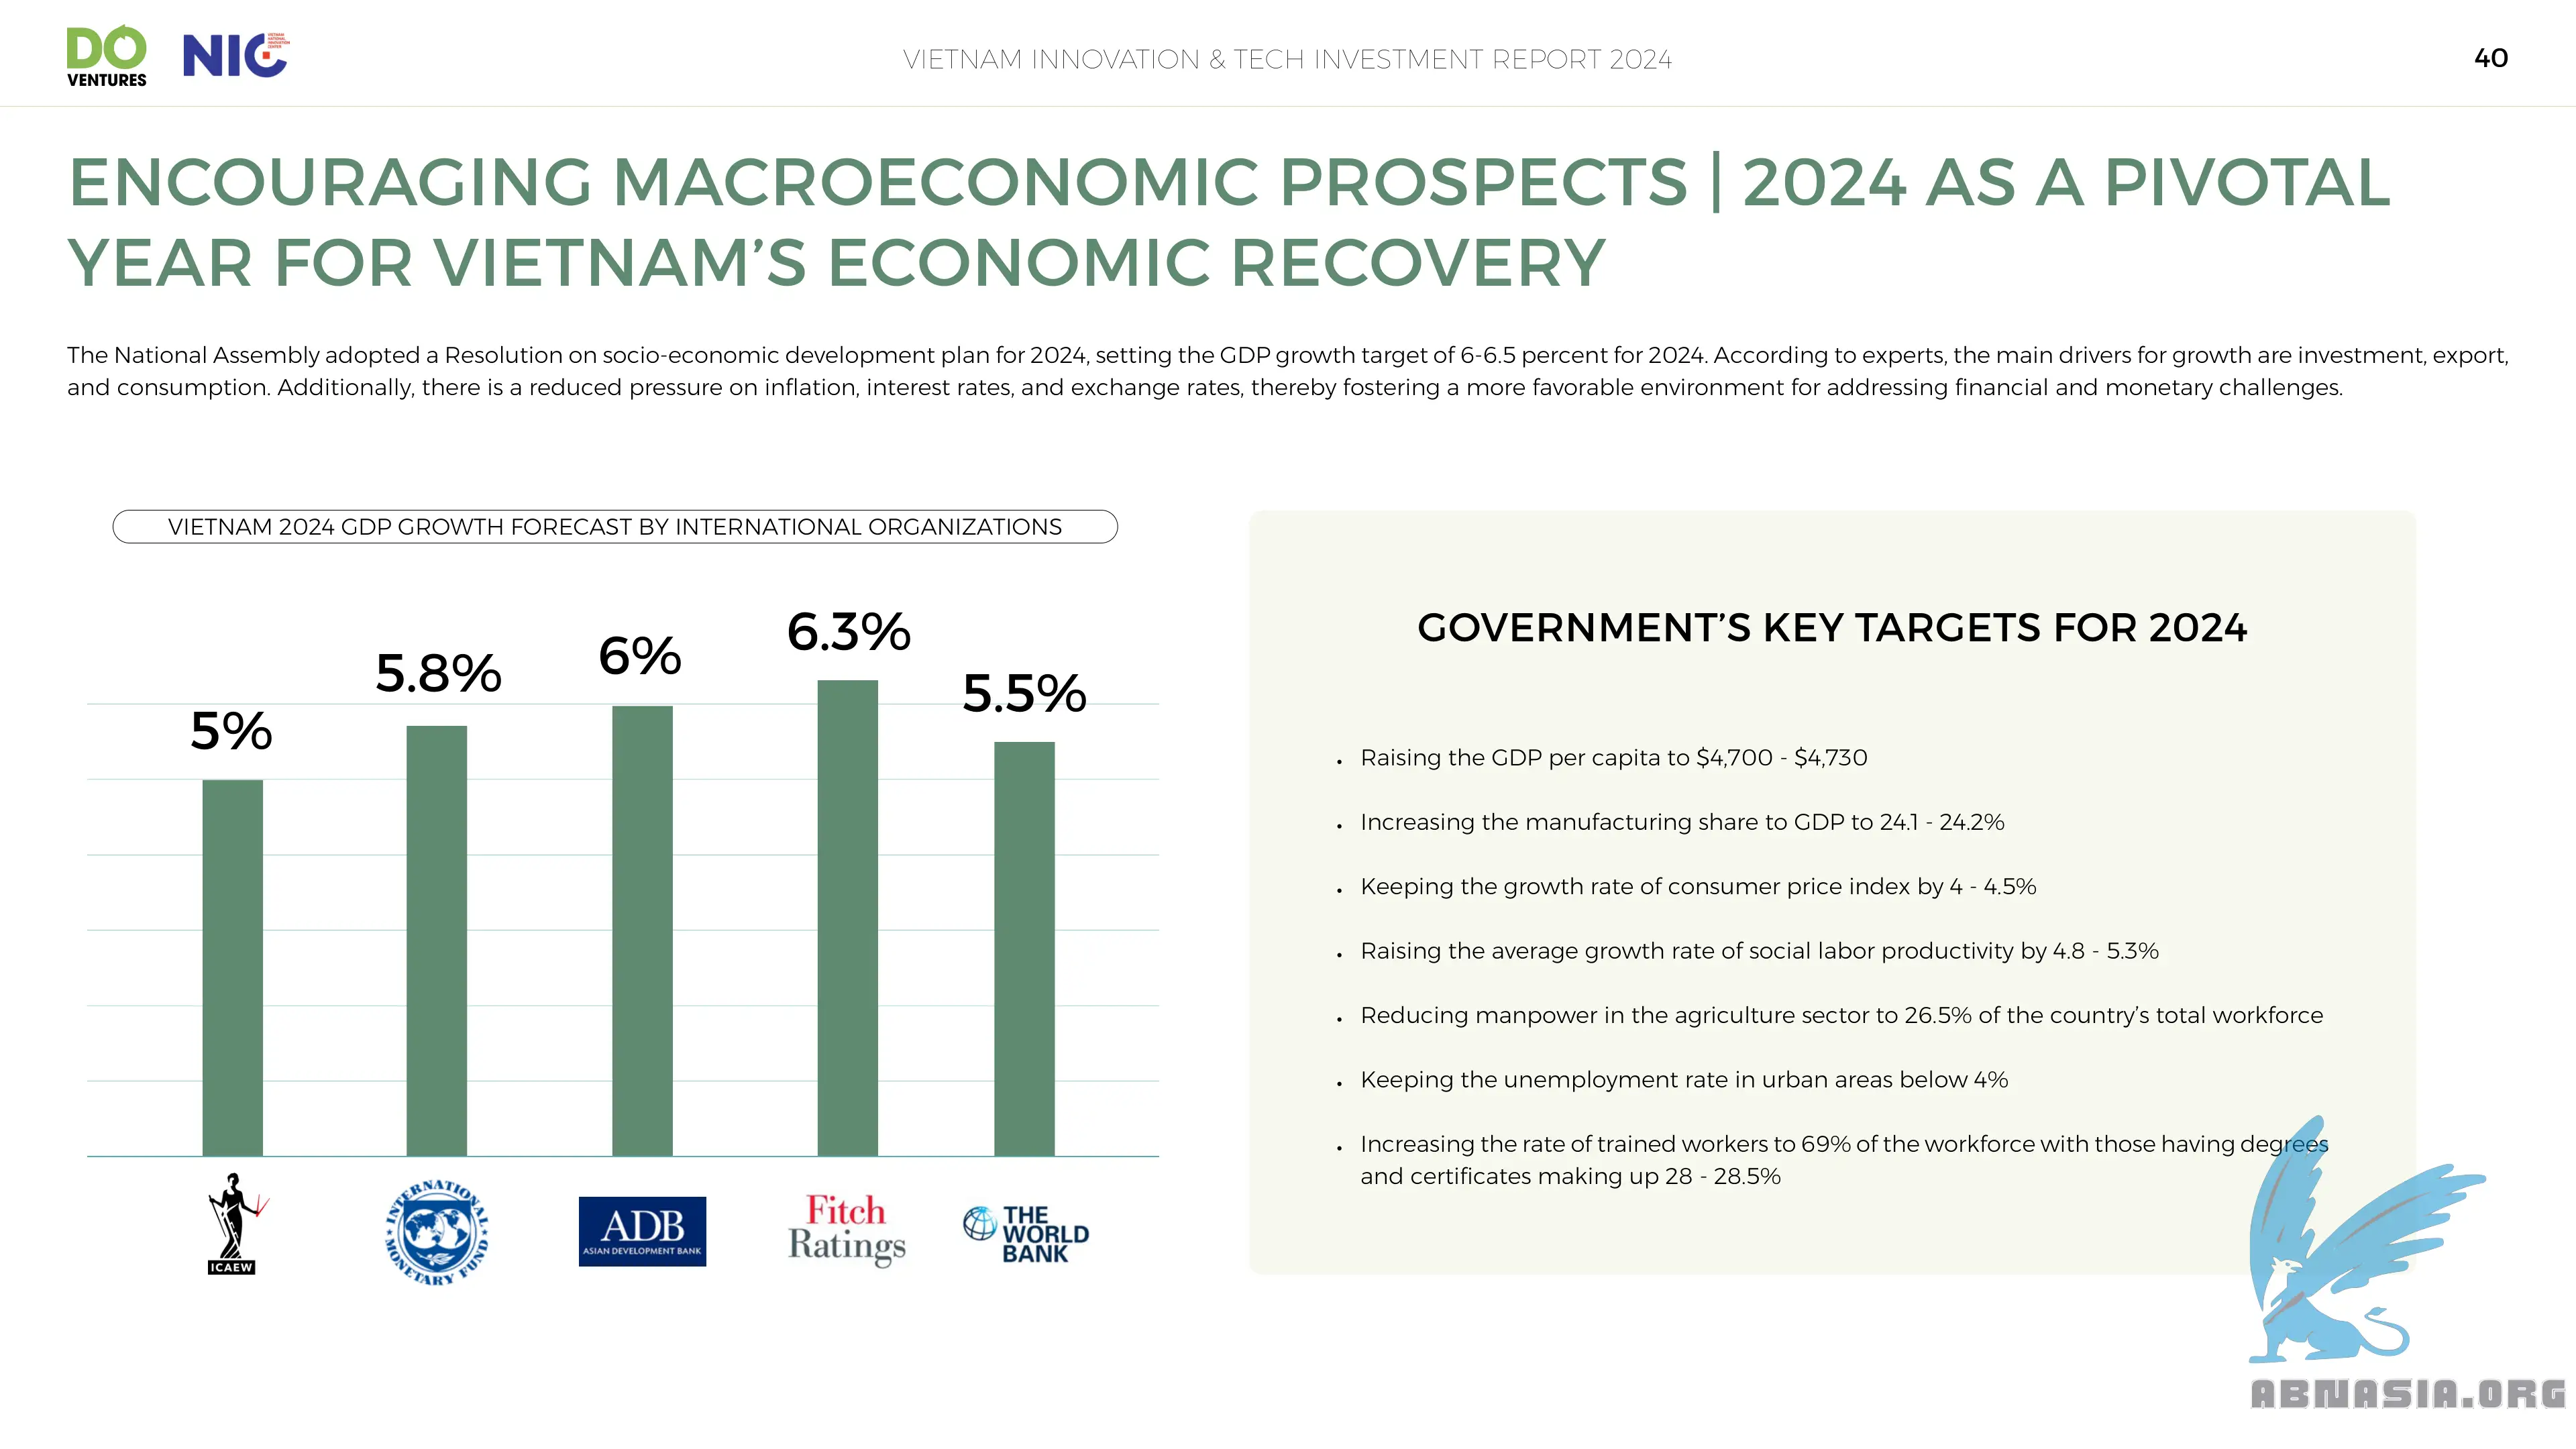 DO
VENTURES
NIC
VIETNAM
NATIONAL
INNOVATION
CENTER
VIETNAM INNOVATION & TECH INVESTMENT REPORT 2024
40
ENCOURAGING MACROECONOMIC PROSPECTS | 2024 AS A PIVOTAL
YEAR FOR VIETNAM’S ECONOMIC RECOVERY
The National Assembly adopted a Resolution on socio-economic development plan for 2024, setting the GDP growth target of 6-6.5 percent for 2024. According to experts, the main drivers for growth are investment, export,
and consumption. Additionally, there is a reduced pressure on inflation, interest rates, and exchange rates, thereby fostering a more favorable environment for addressing financial and monetary challenges.
VIETNAM 2024 GDP GROWTH FORECAST BY INTERNATIONAL ORGANIZATIONS
5%
5.8%
6%
6.3%
5.5%
ICAEW
INTERNATIONAL MONETARY FUND
ADB
ASIAN DEVELOPMENT BANK
Fitch
Ratings
THE
WORLD
BANK
GOVERNMENT’S KEY TARGETS FOR 2024
• Raising the GDP per capita to $4,700 - $4,730
• Increasing the manufacturing share to GDP to 24.1 - 24.2%
• Keeping the growth rate of consumer price index by 4 - 4.5%
• Raising the average growth rate of social labor productivity by 4.8 - 5.3%
• Reducing manpower in the agriculture sector to 26.5% of the country’s total workforce
• Keeping the unemployment rate in urban areas below 4%
• Increasing the rate of trained workers to 69% of the workforce with those having degrees
and certificates making up 28 - 28.5%
ABNASIA.ORG